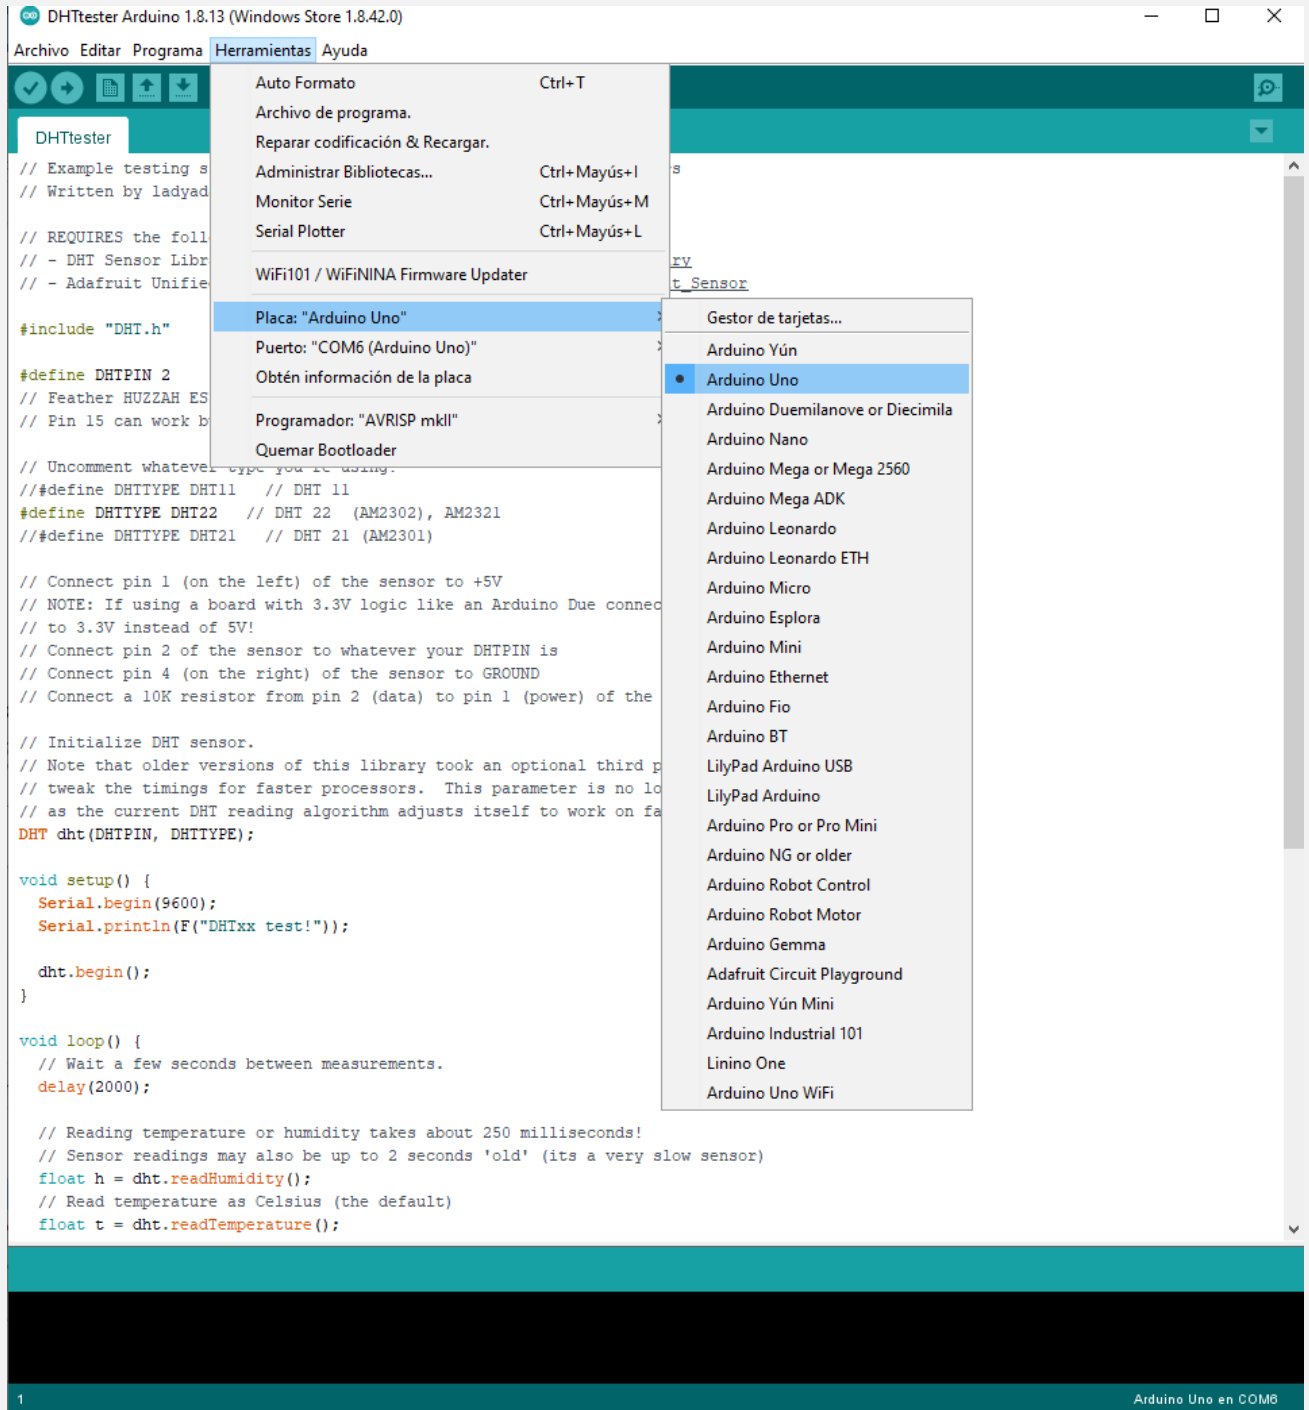 DHTtester Arduino 1.8.13 (Windows Store 1.8.42.0)
Archivo Editar Programa Herramientas Ayuda
DHTtester
Auto Formato Ctrl+T
Archivo de programa.
Reparar codificación & Recargar.
Administrar Bibliotecas... Ctrl+Mayús+I
Monitor Serie Ctrl+Mayús+M
Serial Plotter Ctrl+Mayús+L
WiFi101 / WiFiNINA Firmware Updater
Placa: "Arduino Uno"
Puerto: "COM6 (Arduino Uno)"
Obtén información de la placa
Programador: "AVRISP mkII"
Quemar Bootloader
Gestor de tarjetas...
Arduino Yún
Arduino Uno
Arduino Duemilanove or Diecimila
Arduino Nano
Arduino Mega or Mega 2560
Arduino Mega ADK
Arduino Leonardo
Arduino Leonardo ETH
Arduino Micro
Arduino Esplora
Arduino Mini
Arduino Ethernet
Arduino Fio
Arduino BT
LilyPad Arduino USB
LilyPad Arduino
Arduino Pro or Pro Mini
Arduino NG or older
Arduino Robot Control
Arduino Robot Motor
Arduino Gemma
Adafruit Circuit Playground
Arduino Yún Mini
Arduino Industrial 101
Linino One
Arduino Uno WiFi
// Example testing s
// Written by ladyad
// REQUIRES the foll
// - DHT Sensor Libr ry
// - Adafruit Unifie t_Sensor
#include "DHT.h"
#define DHTPIN 2
// Feather HUZZAH ES
// Pin 15 can work b
// Uncomment whatever type you're using!
//#define DHTTYPE DHT11 // DHT 11
#define DHTTYPE DHT22 // DHT 22 (AM2302), AM2321
//#define DHTTYPE DHT21 // DHT 21 (AM2301)
// Connect pin 1 (on the left) of the sensor to +5V
// NOTE: If using a board with 3.3V logic like an Arduino Due connec
// to 3.3V instead of 5V!
// Connect pin 2 of the sensor to whatever your DHTPIN is
// Connect pin 4 (on the right) of the sensor to GROUND
// Connect a 10K resistor from pin 2 (data) to pin 1 (power) of the
// Initialize DHT sensor.
// Note that older versions of this library took an optional third p
// tweak the timings for faster processors. This parameter is no lo
// as the current DHT reading algorithm adjusts itself to work on fa
DHT dht(DHTPIN, DHTTYPE);
void setup() {
Serial.begin(9600);
Serial.println(F("DHTxx test!"));
dht.begin();
}
void loop() {
// Wait a few seconds between measurements.
delay(2000);
// Reading temperature or humidity takes about 250 milliseconds!
// Sensor readings may also be up to 2 seconds 'old' (its a very slow sensor)
float h = dht.readHumidity();
// Read temperature as Celsius (the default)
float t = dht.readTemperature();
1
Arduino Uno en COM6